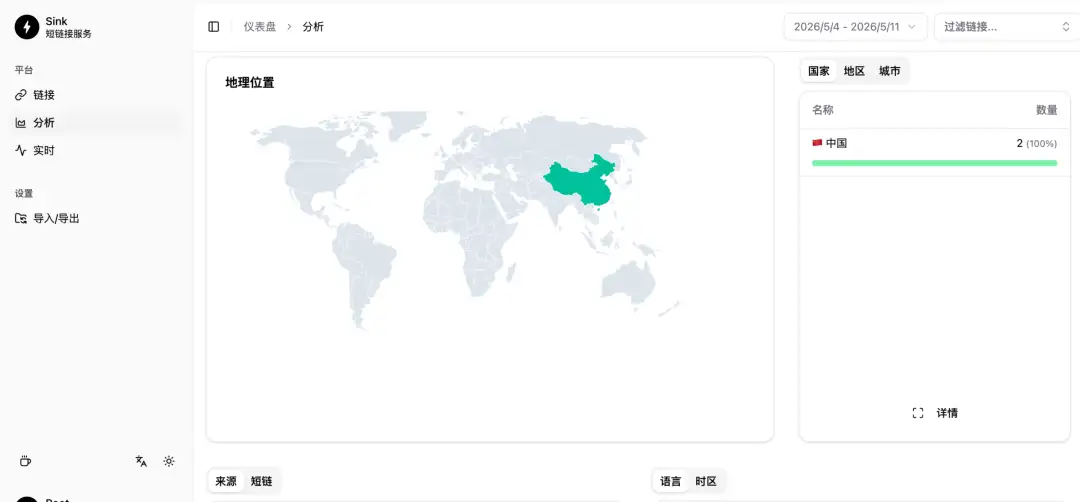 Sink
短链接服务
平台
链接
分析
实时
设置
导入/导出
仪表盘 > 分析
2026/5/4 - 2026/5/11
过滤链接...
地理位置
国家 地区 城市
名称 数量
中国 2 (100%)
详情
来源 短链
语言 时区